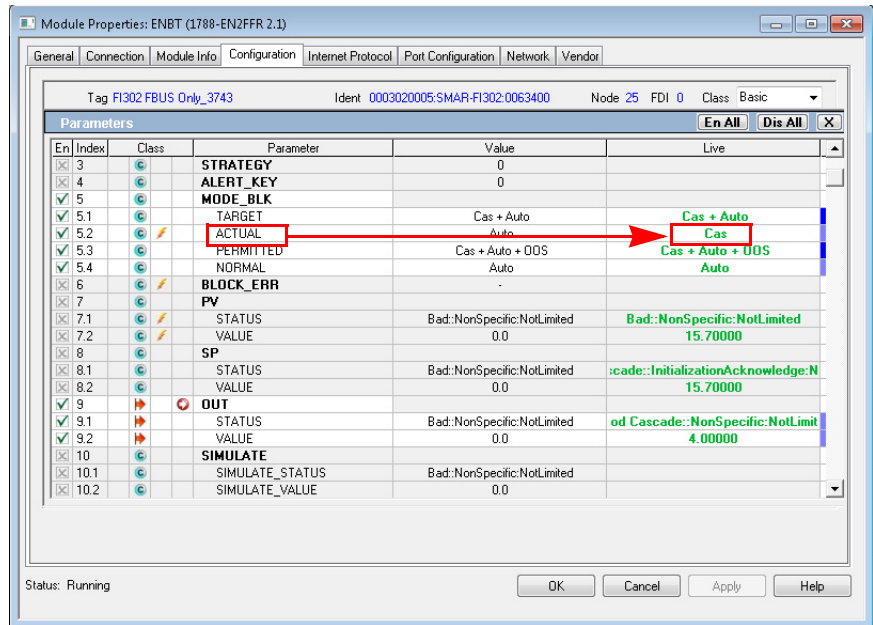 Module Properties: ENBT (1788-EN2FFR 2.1)
General Connection Module Info Configuration Internet Protocol Port Configuration Network Vendor
Tag FI302 FBUS Only_3743 Ident 0003020005:SMAR-FI302:0063400 Node 25 FDI 0 Class Basic
Parameters En All Dis All X
En Index Class Parameter Value Live
3 C STRATEGY 0
4 C ALERT_KEY 0
5 C MODE_BLK
5.1 C TARGET Cas + Auto Cas + Auto
5.2 C ACTUAL Auto Cas
5.3 C PERMITTED Cas + Auto + OOS Cas + Auto + OOS
5.4 C NORMAL Auto Auto
6 C BLOCK_ERR -
7 C PV
7.1 C STATUS Bad::NonSpecific:NotLimited Bad::NonSpecific:NotLimited
7.2 C VALUE 0.0 15.70000
8 C SP
8.1 C STATUS Bad::NonSpecific:NotLimited :cade::InitializationAcknowledge:N
8.2 C VALUE 0.0 15.70000
9 OUT
9.1 STATUS Bad::NonSpecific:NotLimited od Cascade::NonSpecific:NotLimit
9.2 VALUE 0.0 4.00000
10 C SIMULATE
10.1 C SIMULATE_STATUS Bad::NonSpecific:NotLimited
10.2 C SIMULATE_VALUE 0.0
Status: Running OK Cancel Apply Help